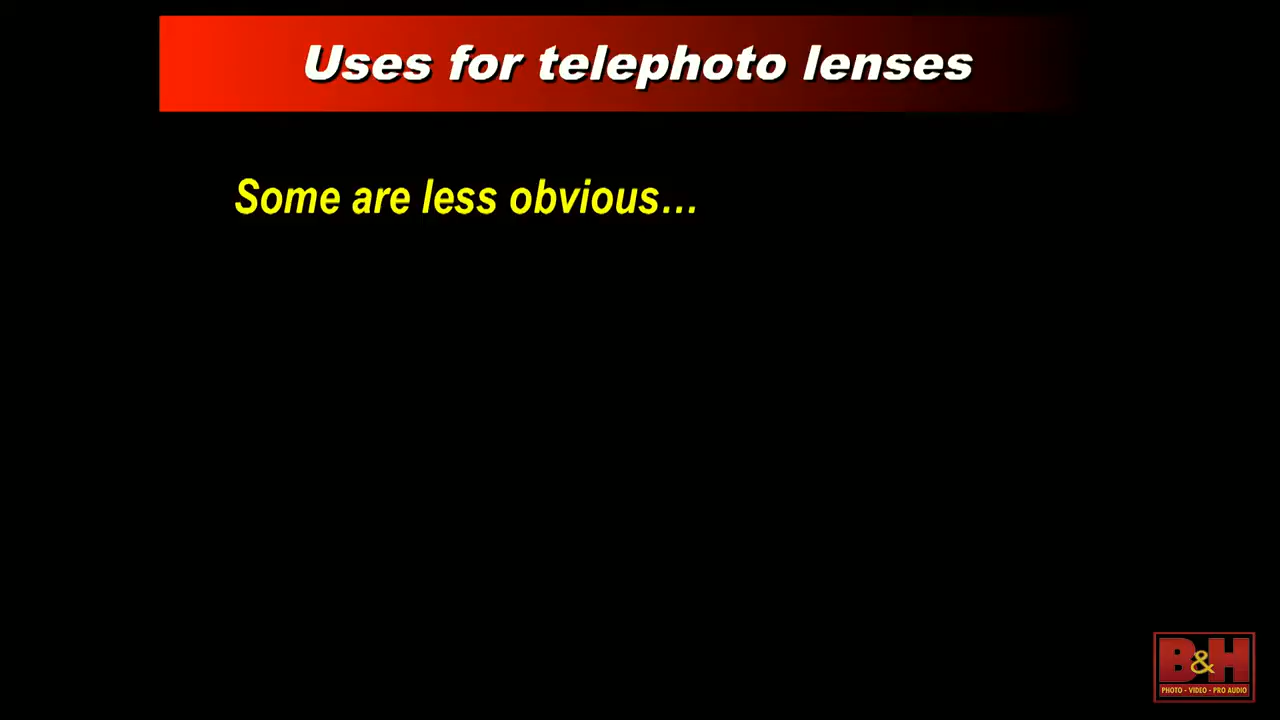 Uses for telephoto lenses
Some are less obvious...
B&H
PHOTO - VIDEO - PRO AUDIO